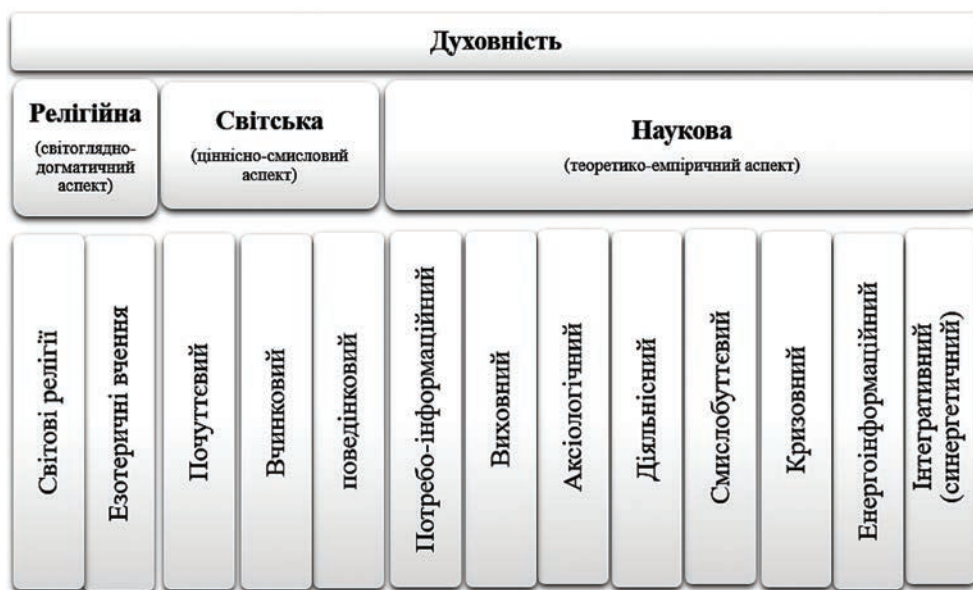 Духовність
Релігійна
(світоглядно-
догматичний
аспект)
Світська
(ціннісно-смисловий
аспект)
Наукова
(теоретико-емпіричний аспект)
Світові релігії
Езотеричні вчення
Почуттєвий
Вчинковий
поведінковий
Потребо-інформаційний
Виховний
Аксіологічний
Діяльнісний
Смислобуттєвий
Кризовний
Енергоінформаційний
Інтегративний
(синергетичний)